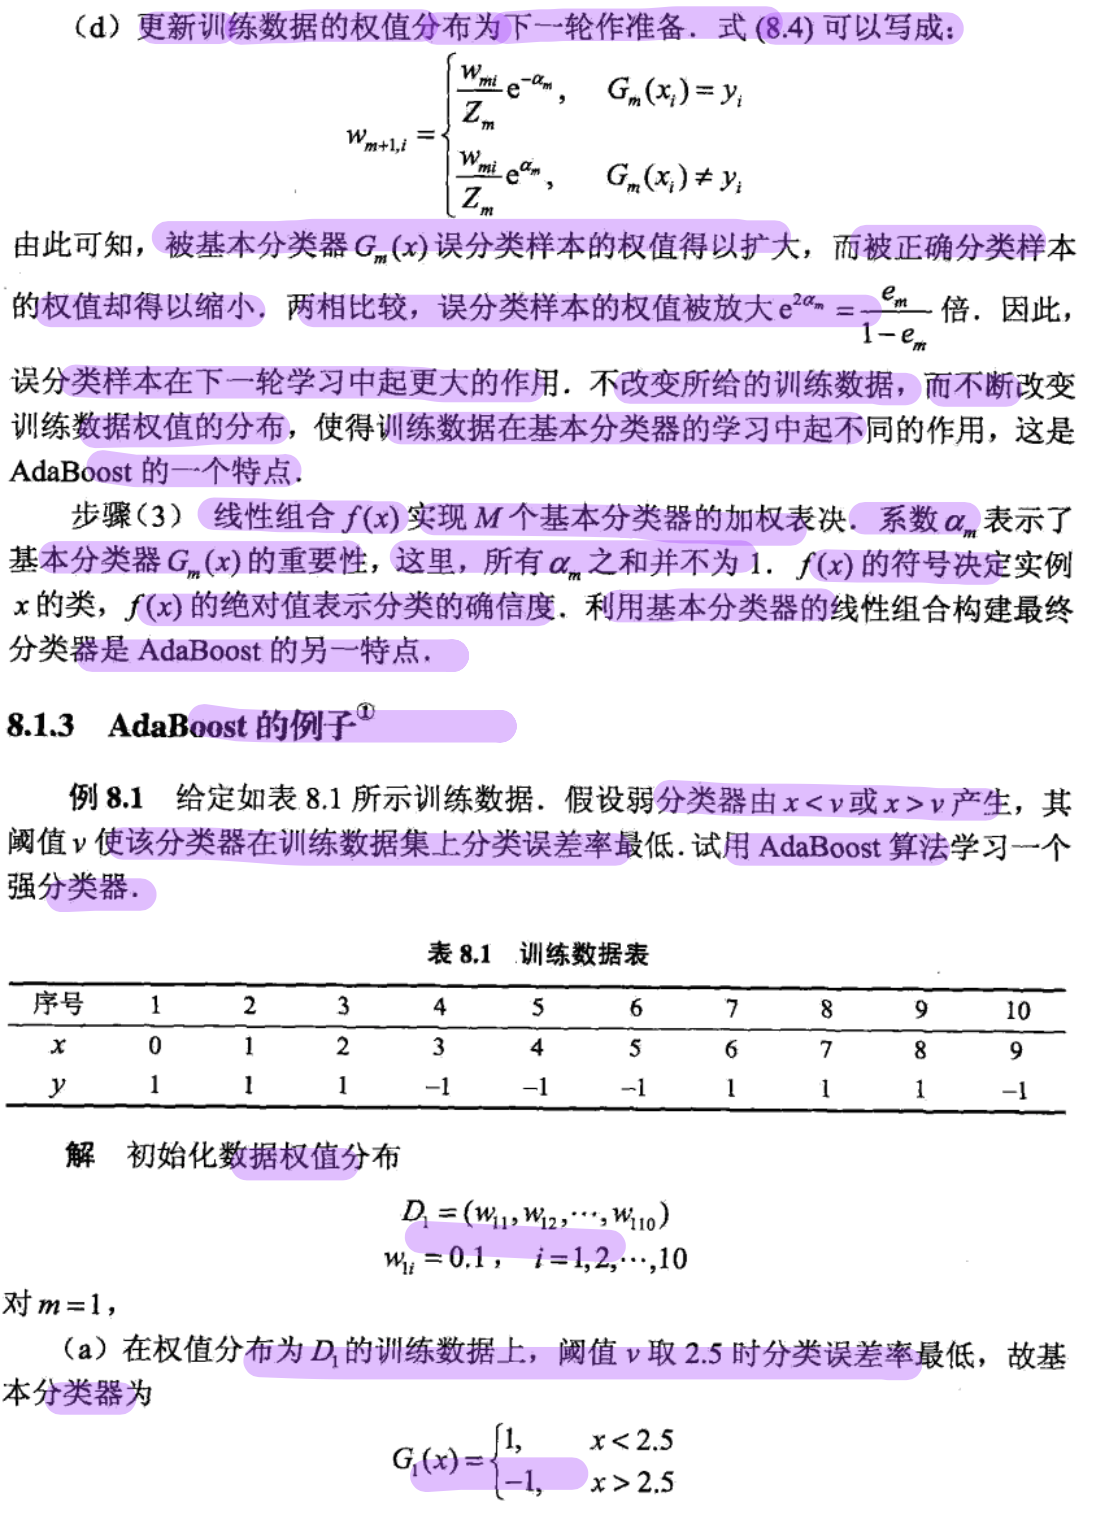 (d) 更新训练数据的权值分布为下一轮作准备. 式 (8.4) 可以写成:
w_{m+1,i} = { \frac{w_{mi}}{Z_m} e^{-α_m}, G_m(x_i) = y_i
\frac{w_{mi}}{Z_m} e^{α_m}, G_m(x_i) ≠ y_i
由此可知, 被基本分类器 G_m(x) 误分类样本的权值得以扩大, 而被正确分类样本
的权值却得以缩小. 两相比较, 误分类样本的权值被放大 e^{2α_m} = \frac{e_m}{1-e_m} 倍. 因此,
误分类样本在下一轮学习中起更大的作用. 不改变所给的训练数据, 而不断改变
训练数据权值的分布, 使得训练数据在基本分类器的学习中起不同的作用, 这是
AdaBoost 的一个特点.
步骤(3) 线性组合 f(x) 实现 M 个基本分类器的加权表决. 系数 α_m 表示了
基本分类器 G_m(x) 的重要性, 这里, 所有 α_m 之和并不为 1. f(x) 的符号决定实例
x 的类, f(x) 的绝对值表示分类的确信度. 利用基本分类器的线性组合构建最终
分类器是 AdaBoost 的另一特点.
8.1.3 AdaBoost 的例子①
例 8.1 给定如表 8.1 所示训练数据. 假设弱分类器由 x < v 或 x > v 产生, 其
阈值 v 使该分类器在训练数据集上分类误差率最低. 试用 AdaBoost 算法学习一个
强分类器.
表 8.1 训练数据表
序号 1 2 3 4 5 6 7 8 9 10
x 0 1 2 3 4 5 6 7 8 9
y 1 1 1 -1 -1 -1 1 1 1 -1
解 初始化数据权值分布
D_1 = (w_{11}, w_{12}, ⋯, w_{110})
w_{1i} = 0.1, i = 1,2,⋯,10
对 m = 1,
(a) 在权值分布为 D_1 的训练数据上, 阈值 v 取 2.5 时分类误差率最低, 故基
本分类器为
G_1(x) = { 1, x < 2.5
-1, x > 2.5